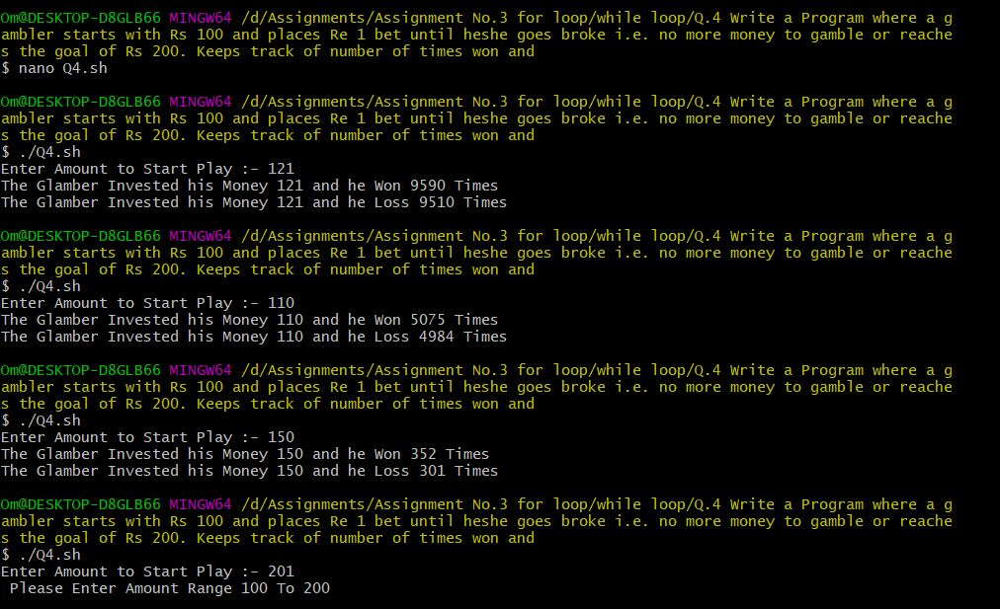 Om@DESKTOP-D8GLB66 MINGW64 /d/Assignments/Assignment No.3 for loop/while loop/Q.4 Write a Program where a g
ambler starts with Rs 100 and places Re 1 bet until heshe goes broke i.e. no more money to gamble or reache
s the goal of Rs 200. Keeps track of number of times won and
$ nano Q4.sh
Om@DESKTOP-D8GLB66 MINGW64 /d/Assignments/Assignment No.3 for loop/while loop/Q.4 Write a Program where a g
ambler starts with Rs 100 and places Re 1 bet until heshe goes broke i.e. no more money to gamble or reache
s the goal of Rs 200. Keeps track of number of times won and
$ ./Q4.sh
Enter Amount to Start Play :- 121
The Glamber Invested his Money 121 and he Won 9590 Times
The Glamber Invested his Money 121 and he Loss 9510 Times
Om@DESKTOP-D8GLB66 MINGW64 /d/Assignments/Assignment No.3 for loop/while loop/Q.4 Write a Program where a g
ambler starts with Rs 100 and places Re 1 bet until heshe goes broke i.e. no more money to gamble or reache
s the goal of Rs 200. Keeps track of number of times won and
$ ./Q4.sh
Enter Amount to Start Play :- 110
The Glamber Invested his Money 110 and he Won 5075 Times
The Glamber Invested his Money 110 and he Loss 4984 Times
Om@DESKTOP-D8GLB66 MINGW64 /d/Assignments/Assignment No.3 for loop/while loop/Q.4 Write a Program where a g
ambler starts with Rs 100 and places Re 1 bet until heshe goes broke i.e. no more money to gamble or reache
s the goal of Rs 200. Keeps track of number of times won and
$ ./Q4.sh
Enter Amount to Start Play :- 150
The Glamber Invested his Money 150 and he Won 352 Times
The Glamber Invested his Money 150 and he Loss 301 Times
Om@DESKTOP-D8GLB66 MINGW64 /d/Assignments/Assignment No.3 for loop/while loop/Q.4 Write a Program where a g
ambler starts with Rs 100 and places Re 1 bet until heshe goes broke i.e. no more money to gamble or reache
s the goal of Rs 200. Keeps track of number of times won and
$ ./Q4.sh
Enter Amount to Start Play :- 201
 Please Enter Amount Range 100 To 200